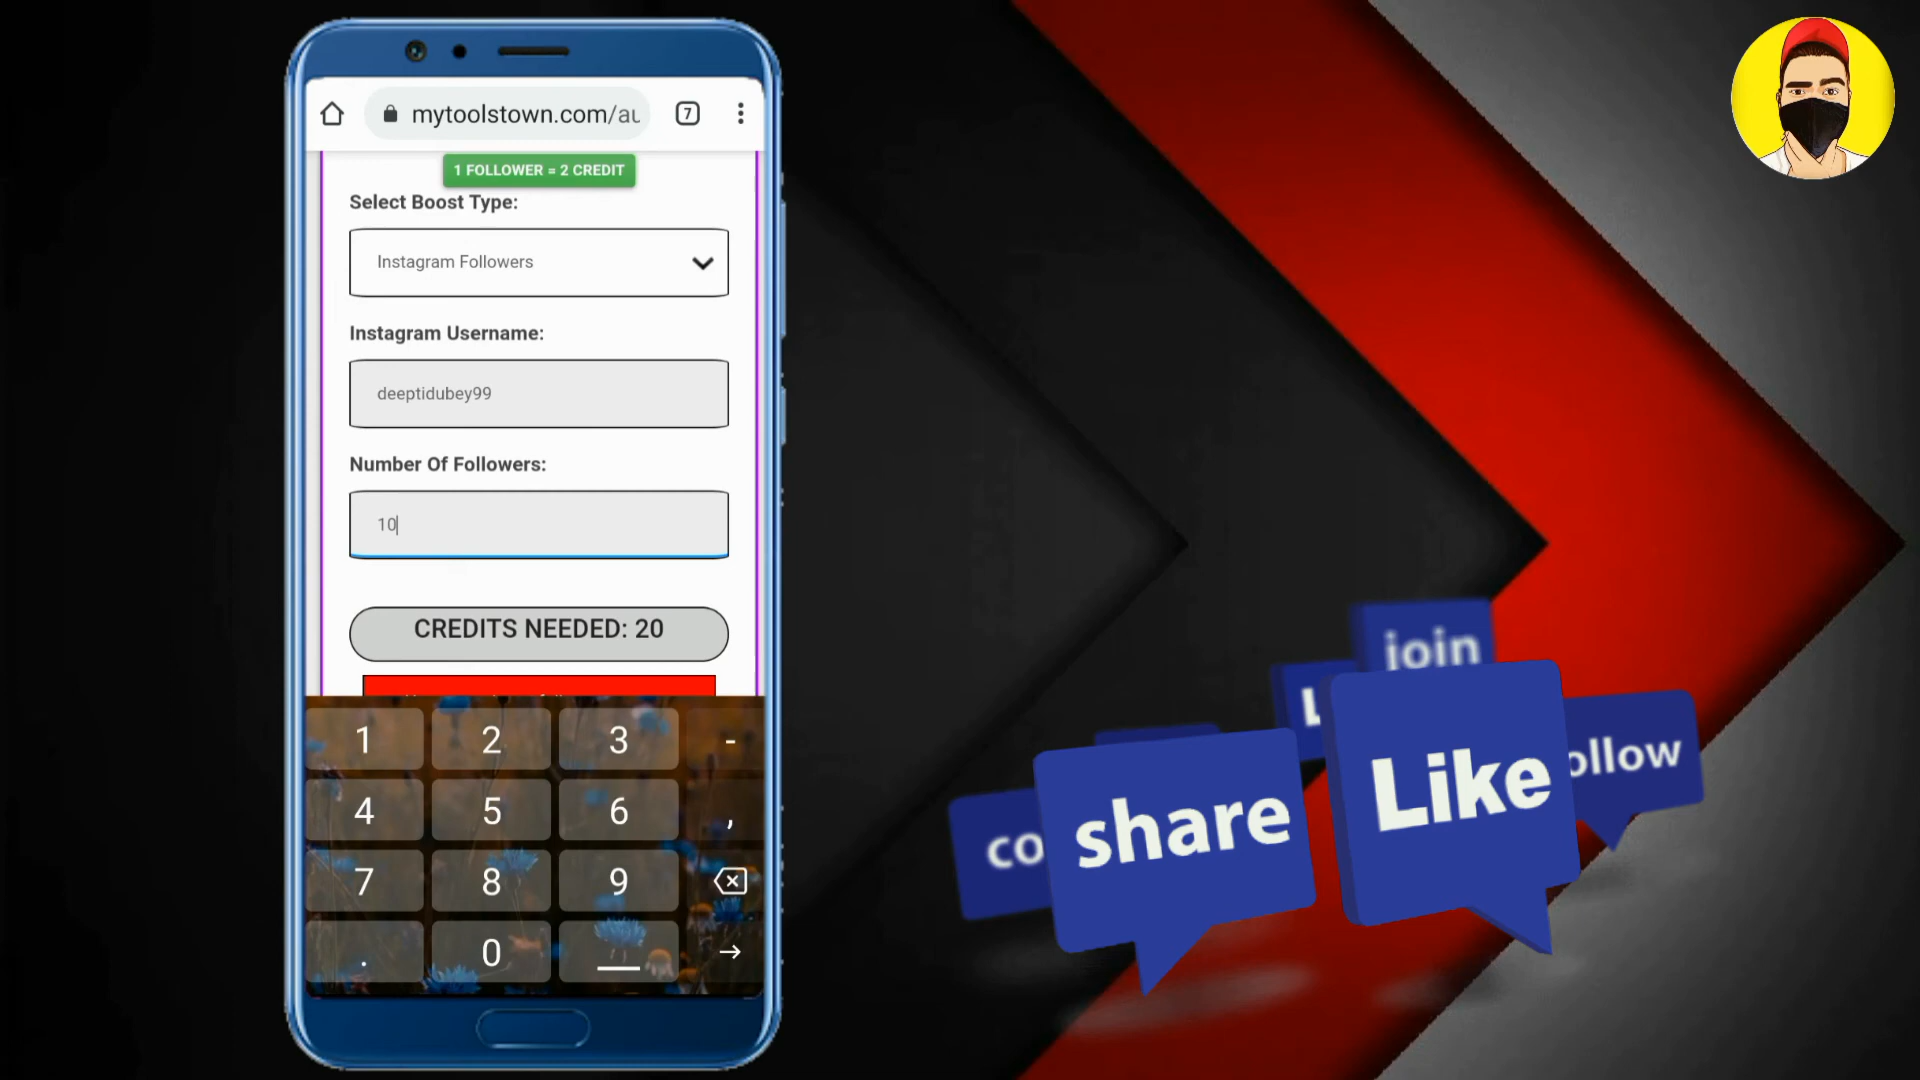 mytoolstown.com/au
7
1 FOLLOWER = 2 CREDIT
Select Boost Type:
Instagram Followers
Instagram Username:
deeptidubey99
Number Of Followers:
10
CREDITS NEEDED: 20
1 2 3 -
4 5 6 ,
7 8 9
. 0
join
L
ollow
Like
share
co